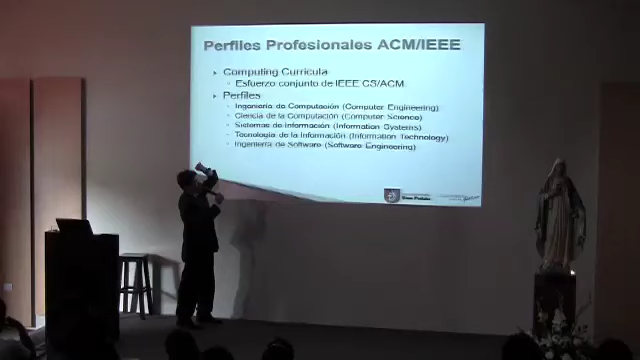 Perfiles Profesionales ACM/IEEE
Computing Curricula
Esfuerzo conjunto de IEEE CS/ACM.
Perfiles
Ingeniería de Computación (Computer Engineering)
Ciencia de la Computación (Computer Science)
Sistemas de Información (Information Systems)
Tecnología de la Información (Information Technology)
Ingeniería de Software (Software Engineering)